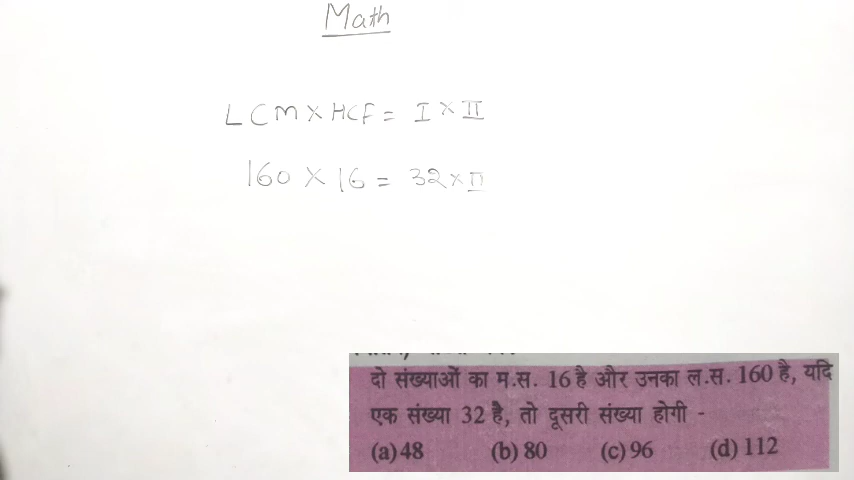 Math
LCM × HCF = I × II
160 × 16 = 32 × II
दो संख्याओं का म.स. 16 है और उनका ल.स. 160 है, यदि
एक संख्या 32 है, तो दूसरी संख्या होगी -
(a) 48 (b) 80 (c) 96 (d) 112